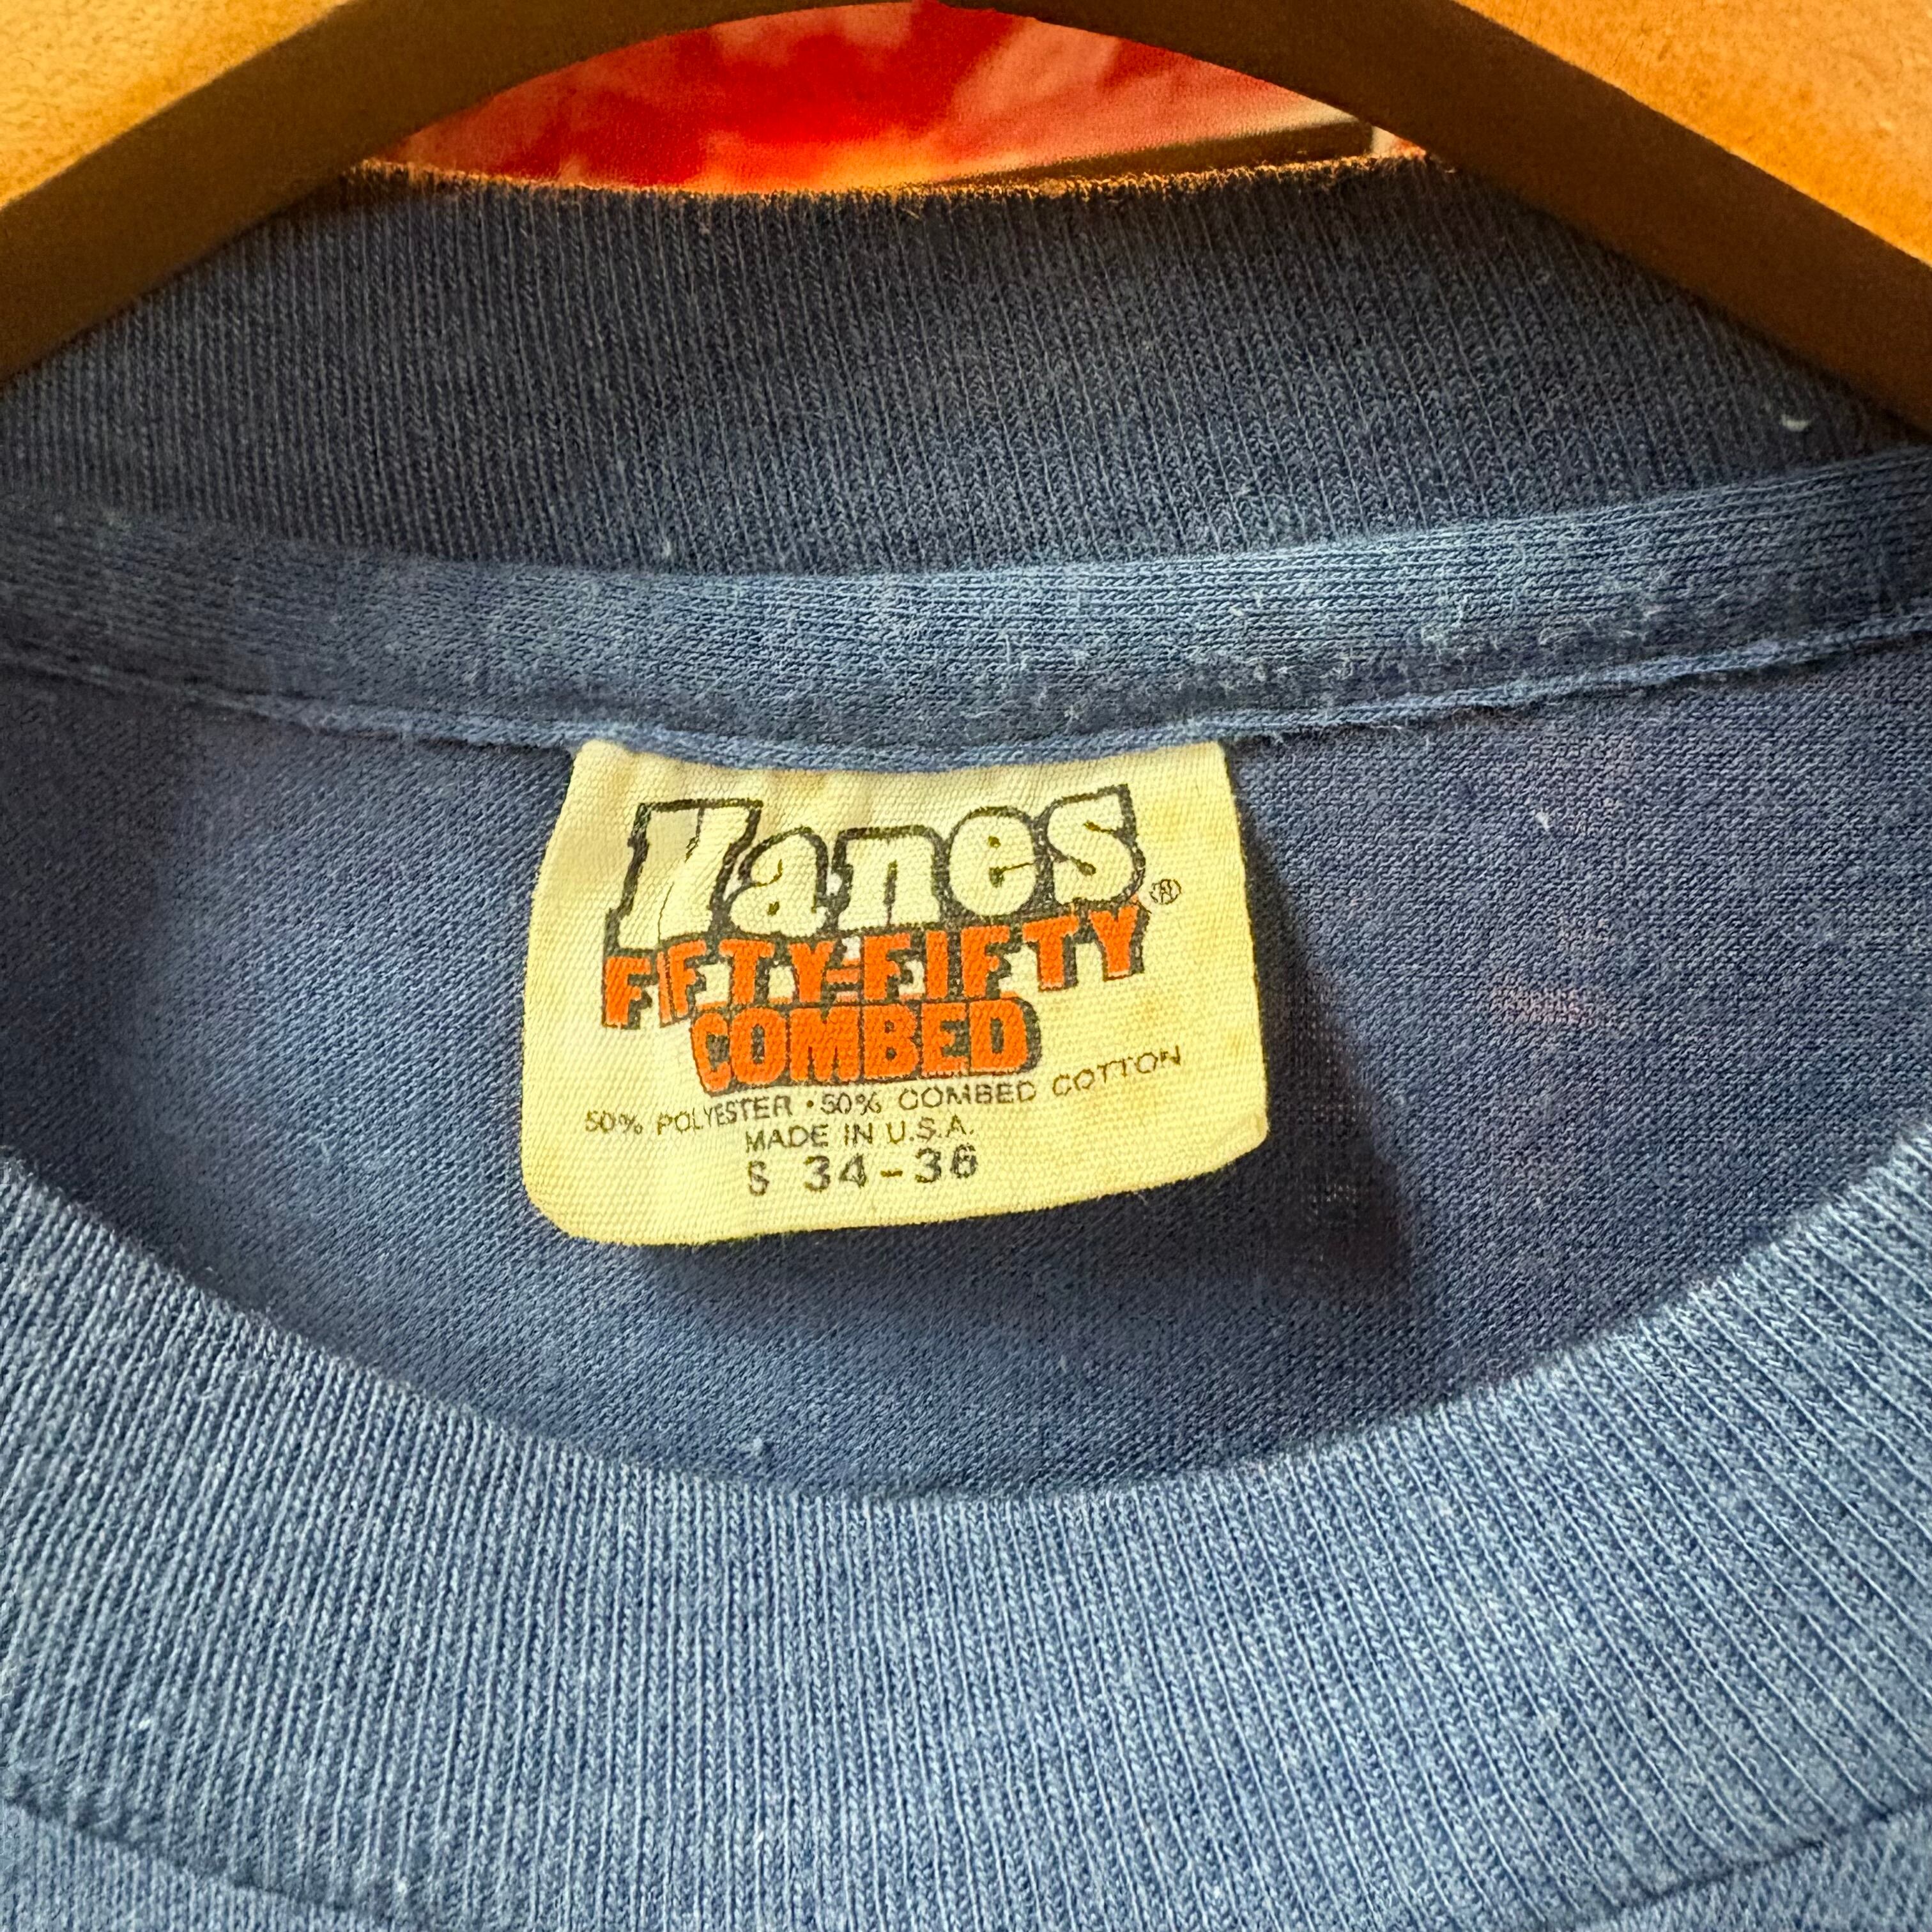 Hanes®
FIFTY-FIFTY
COMBED
50% POLYESTER • 50% COMBED COTTON
MADE IN U.S.A.
S 34-36